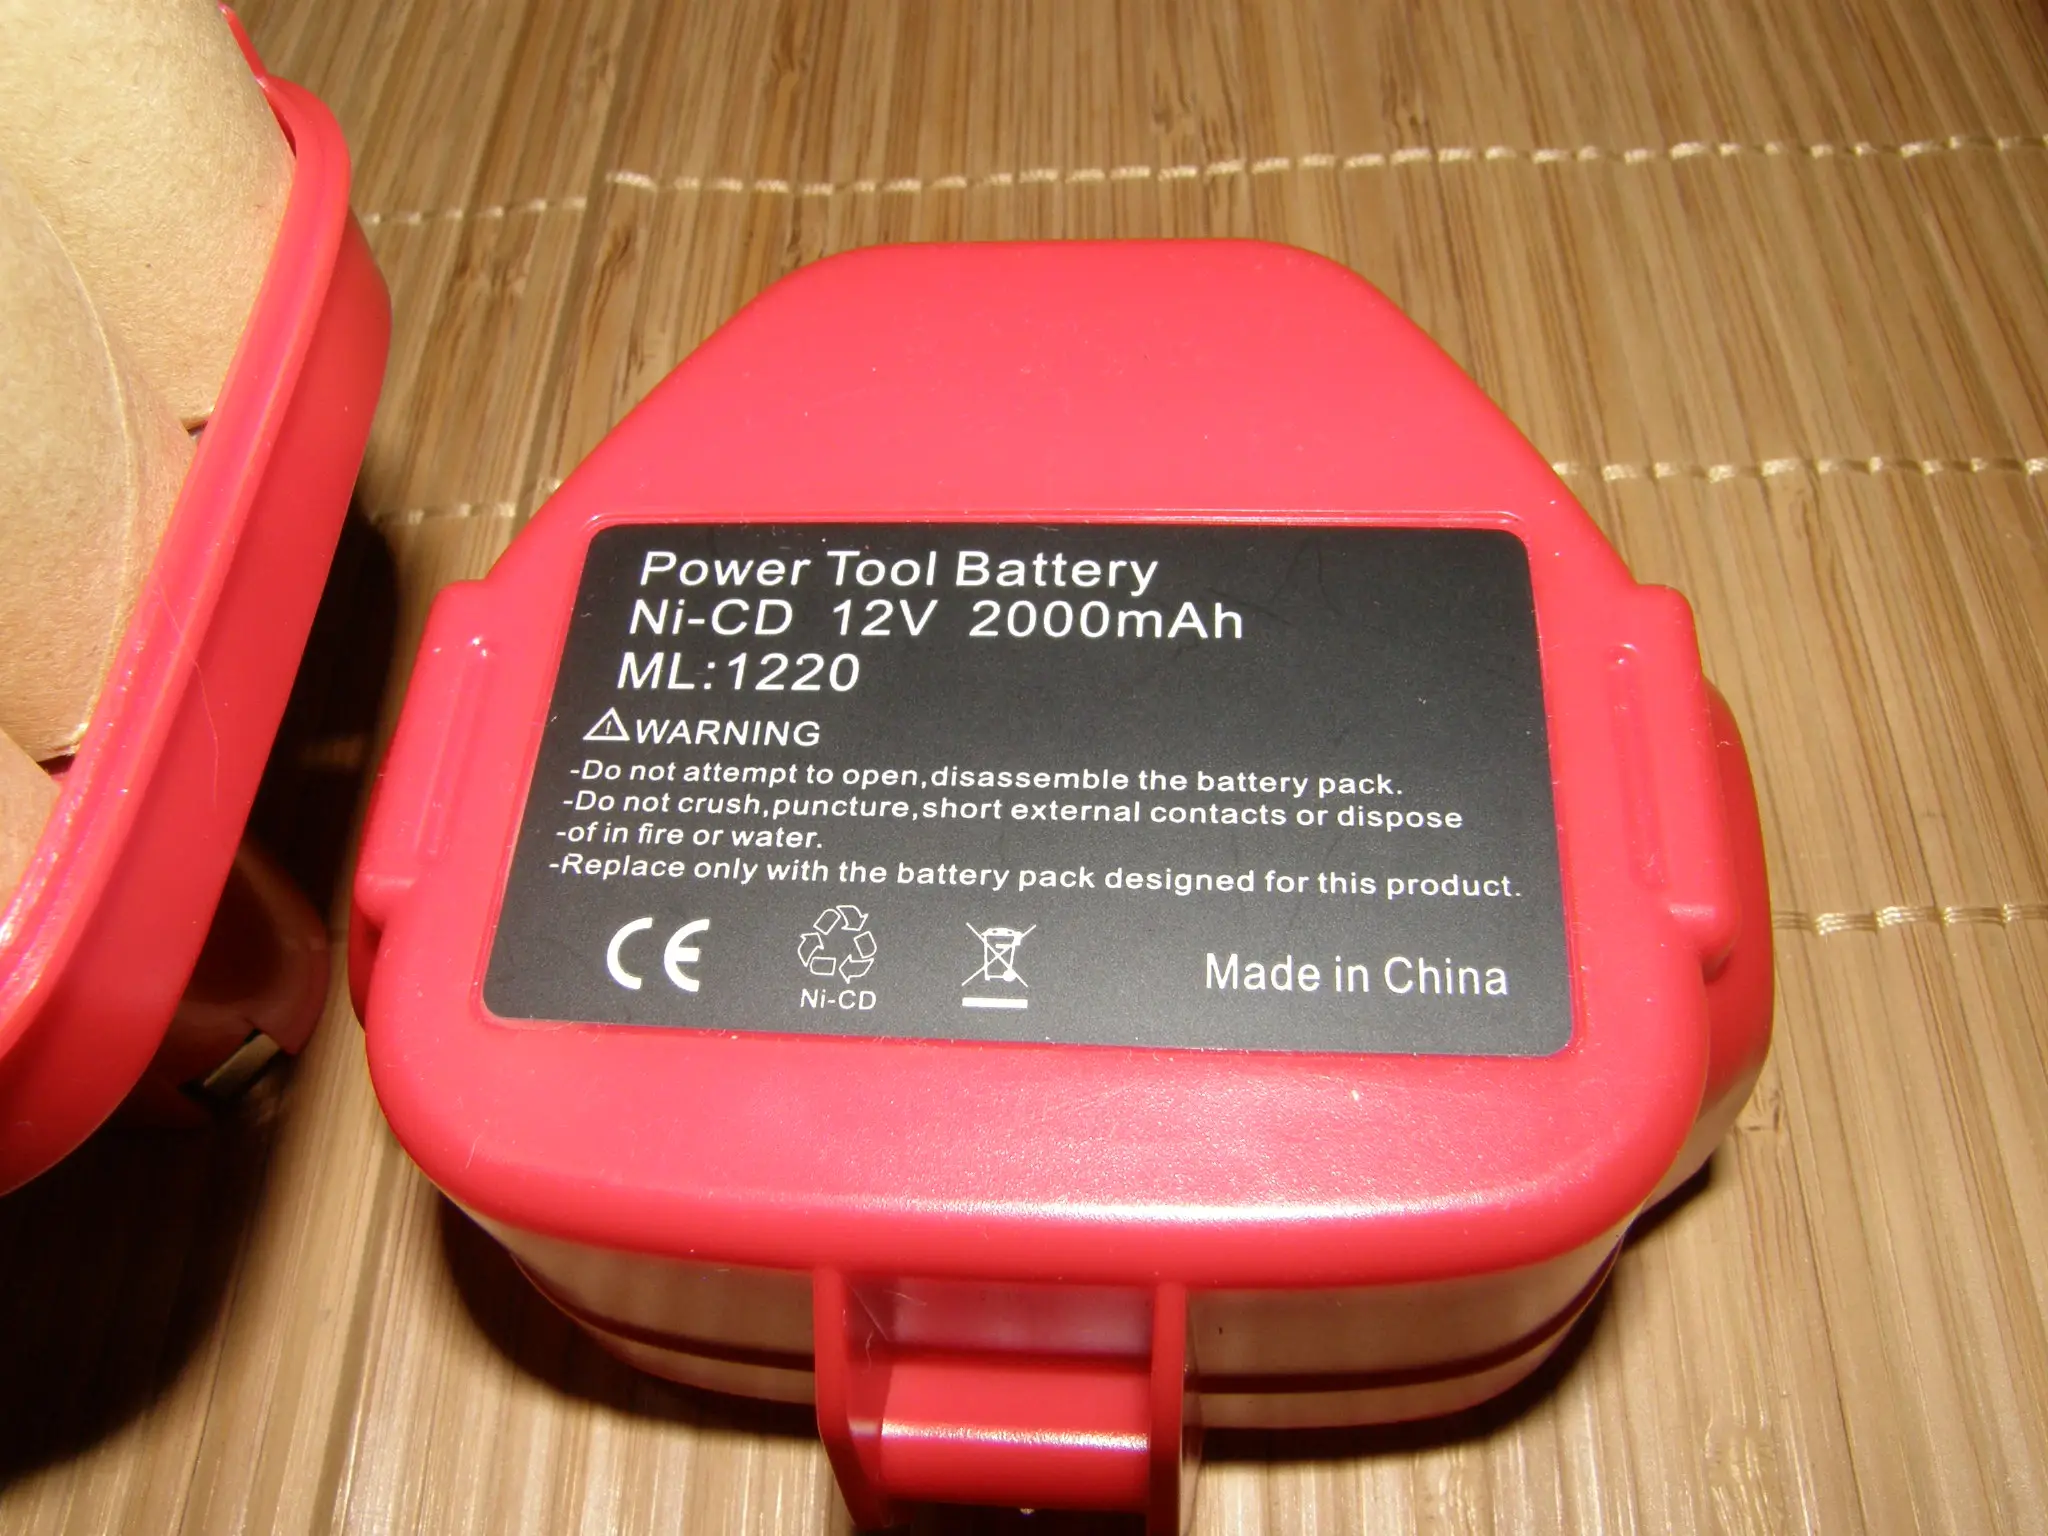 Power Tool Battery
Ni-CD 12V 2000mAh
ML:1220
WARNING
-Do not attempt to open,disassemble the battery pack.
-Do not crush,puncture,short external contacts or dispose
-of in fire or water.
-Replace only with the battery pack designed for this product.
CE
Ni-CD
Made in China